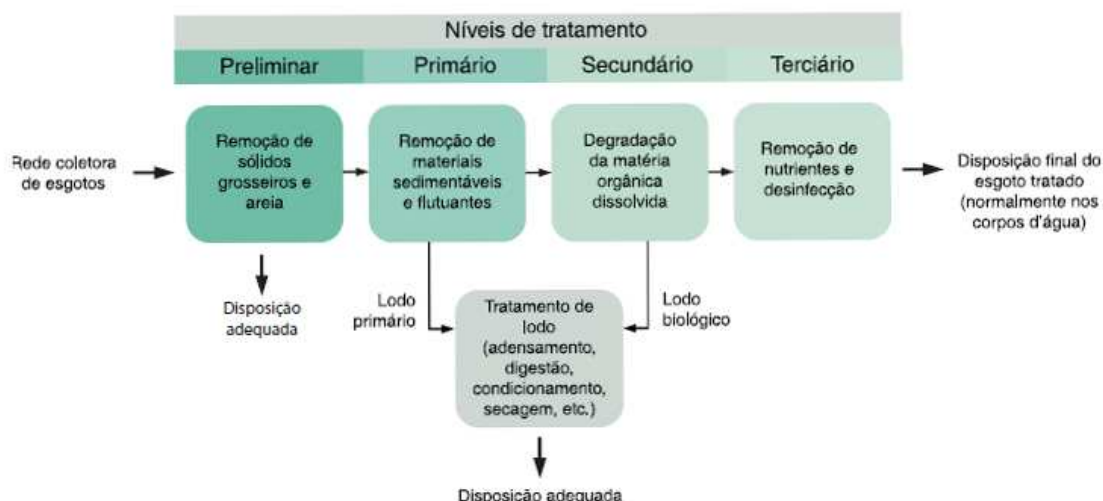 Níveis de tratamento
Preliminar
Primário
Secundário
Terciário
Rede coletora
de esgotos
Remoção de
sólidos
grosseiros e
areia
Remoção de
materiais
sedimentáveis
e flutuantes
Degradação
da matéria
orgânica
dissolvida
Remoção de
nutrientes e
desinfecção
Disposição final do
esgoto tratado
(normalmente nos
corpos d'água)
Disposição
adequada
Lodo
primário
Tratamento de
lodo
(adensamento,
digestão,
condicionamento,
secagem, etc.)
Lodo
biológico
Disposição adequada